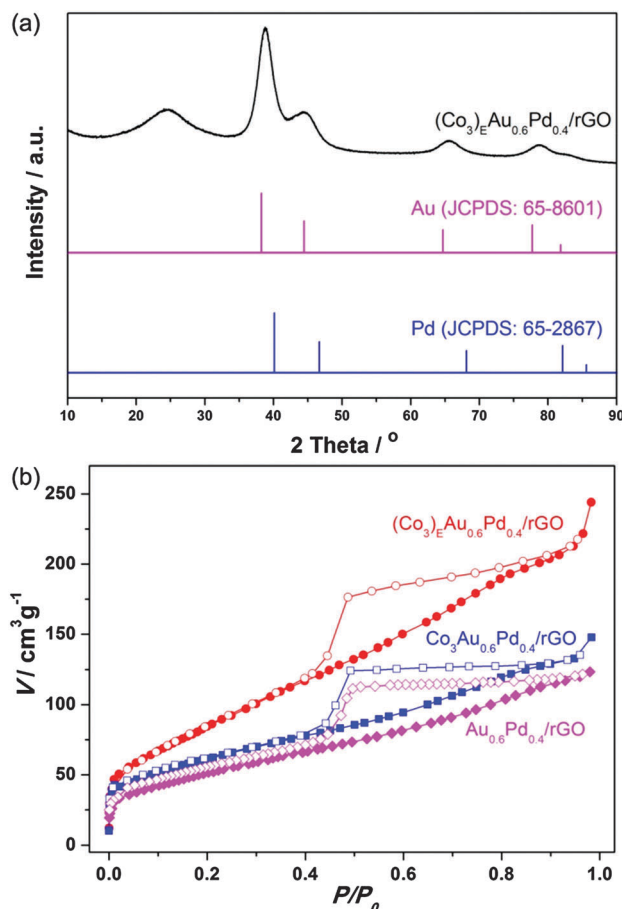 (a)
Intensity / a.u.
(Co₃)ᴇAu₀.₆Pd₀.₄/rGO
Au (JCPDS: 65-8601)
Pd (JCPDS: 65-2867)
10 20 30 40 50 60 70 80 90
2 Theta / °
(b)
V / cm³g⁻¹
250
200
150
100
50
0
(Co₃)ᴇAu₀.₆Pd₀.₄/rGO
Co₃Au₀.₆Pd₀.₄/rGO
Au₀.₆Pd₀.₄/rGO
0.0 0.2 0.4 0.6 0.8 1.0
P/P₀